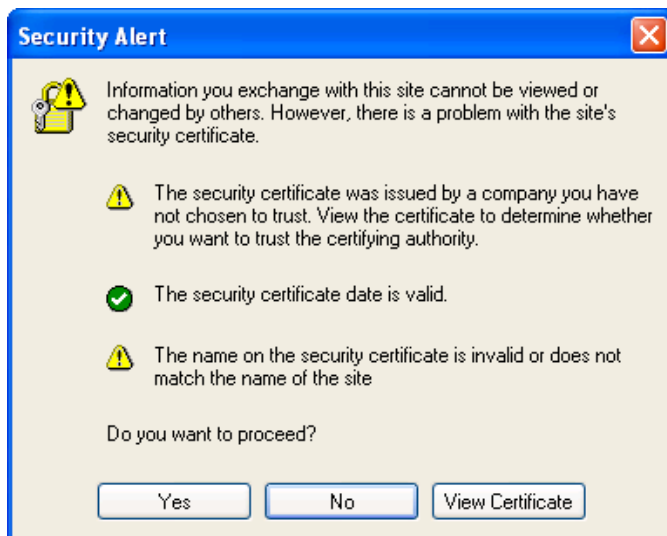 Security Alert
Information you exchange with this site cannot be viewed or
changed by others. However, there is a problem with the site's
security certificate.
The security certificate was issued by a company you have
not chosen to trust. View the certificate to determine whether
you want to trust the certifying authority.
The security certificate date is valid.
The name on the security certificate is invalid or does not
match the name of the site
Do you want to proceed?
Yes No View Certificate